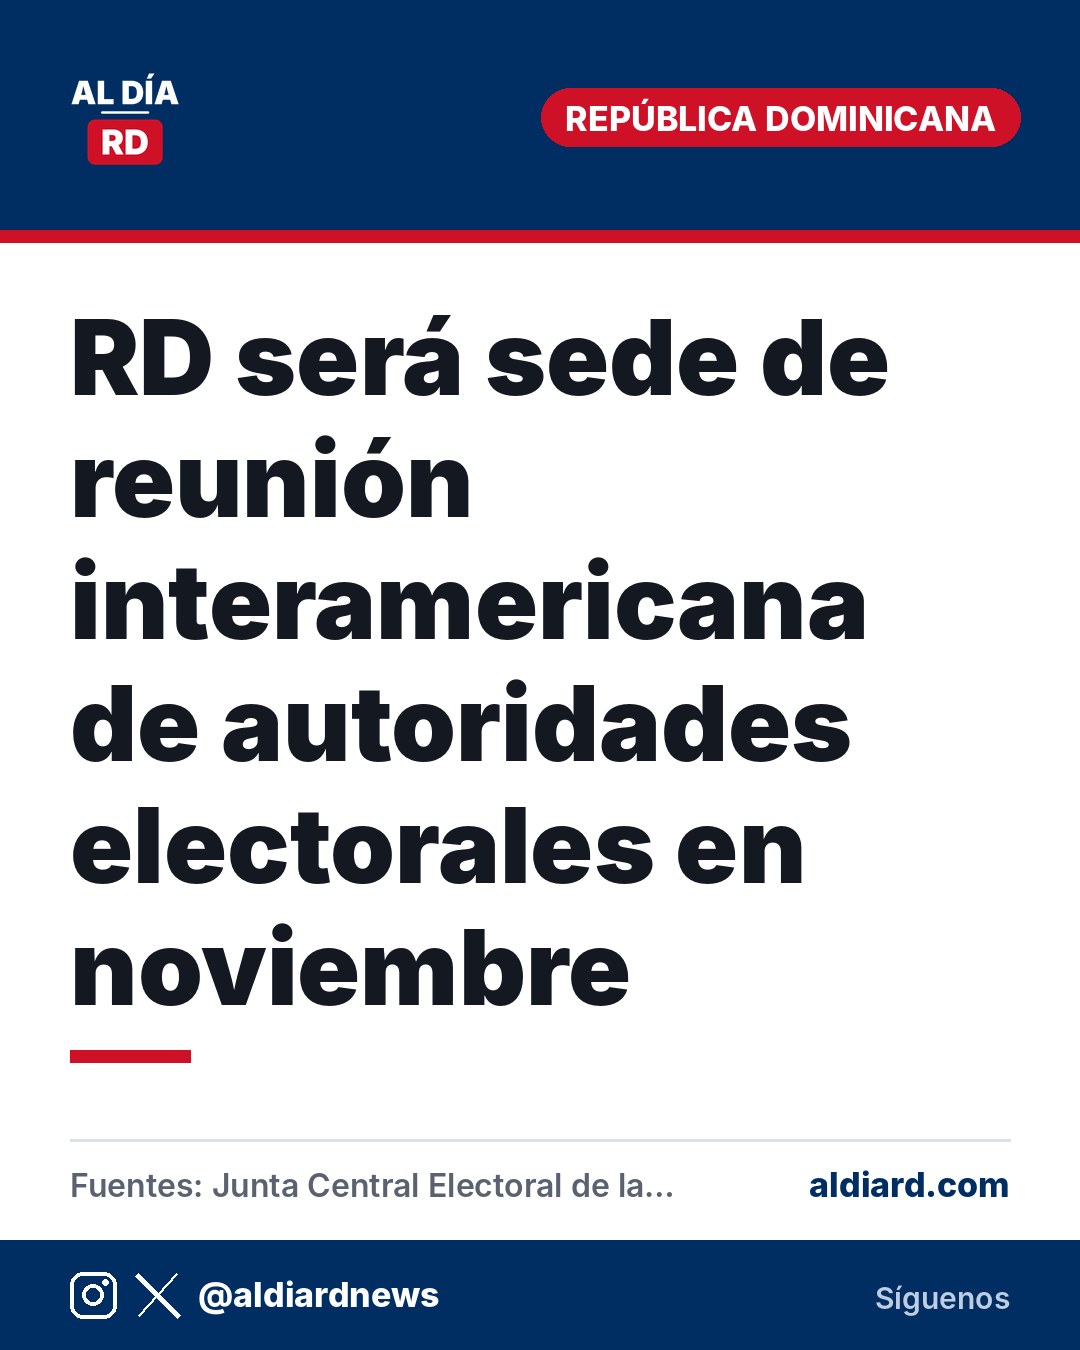 AL DÍA
RD
REPÚBLICA DOMINICANA
RD será sede de
reunión
interamericana
de autoridades
electorales en
noviembre
Fuentes: Junta Central Electoral de la...
aldiard.com
@aldiardnews
Síguenos